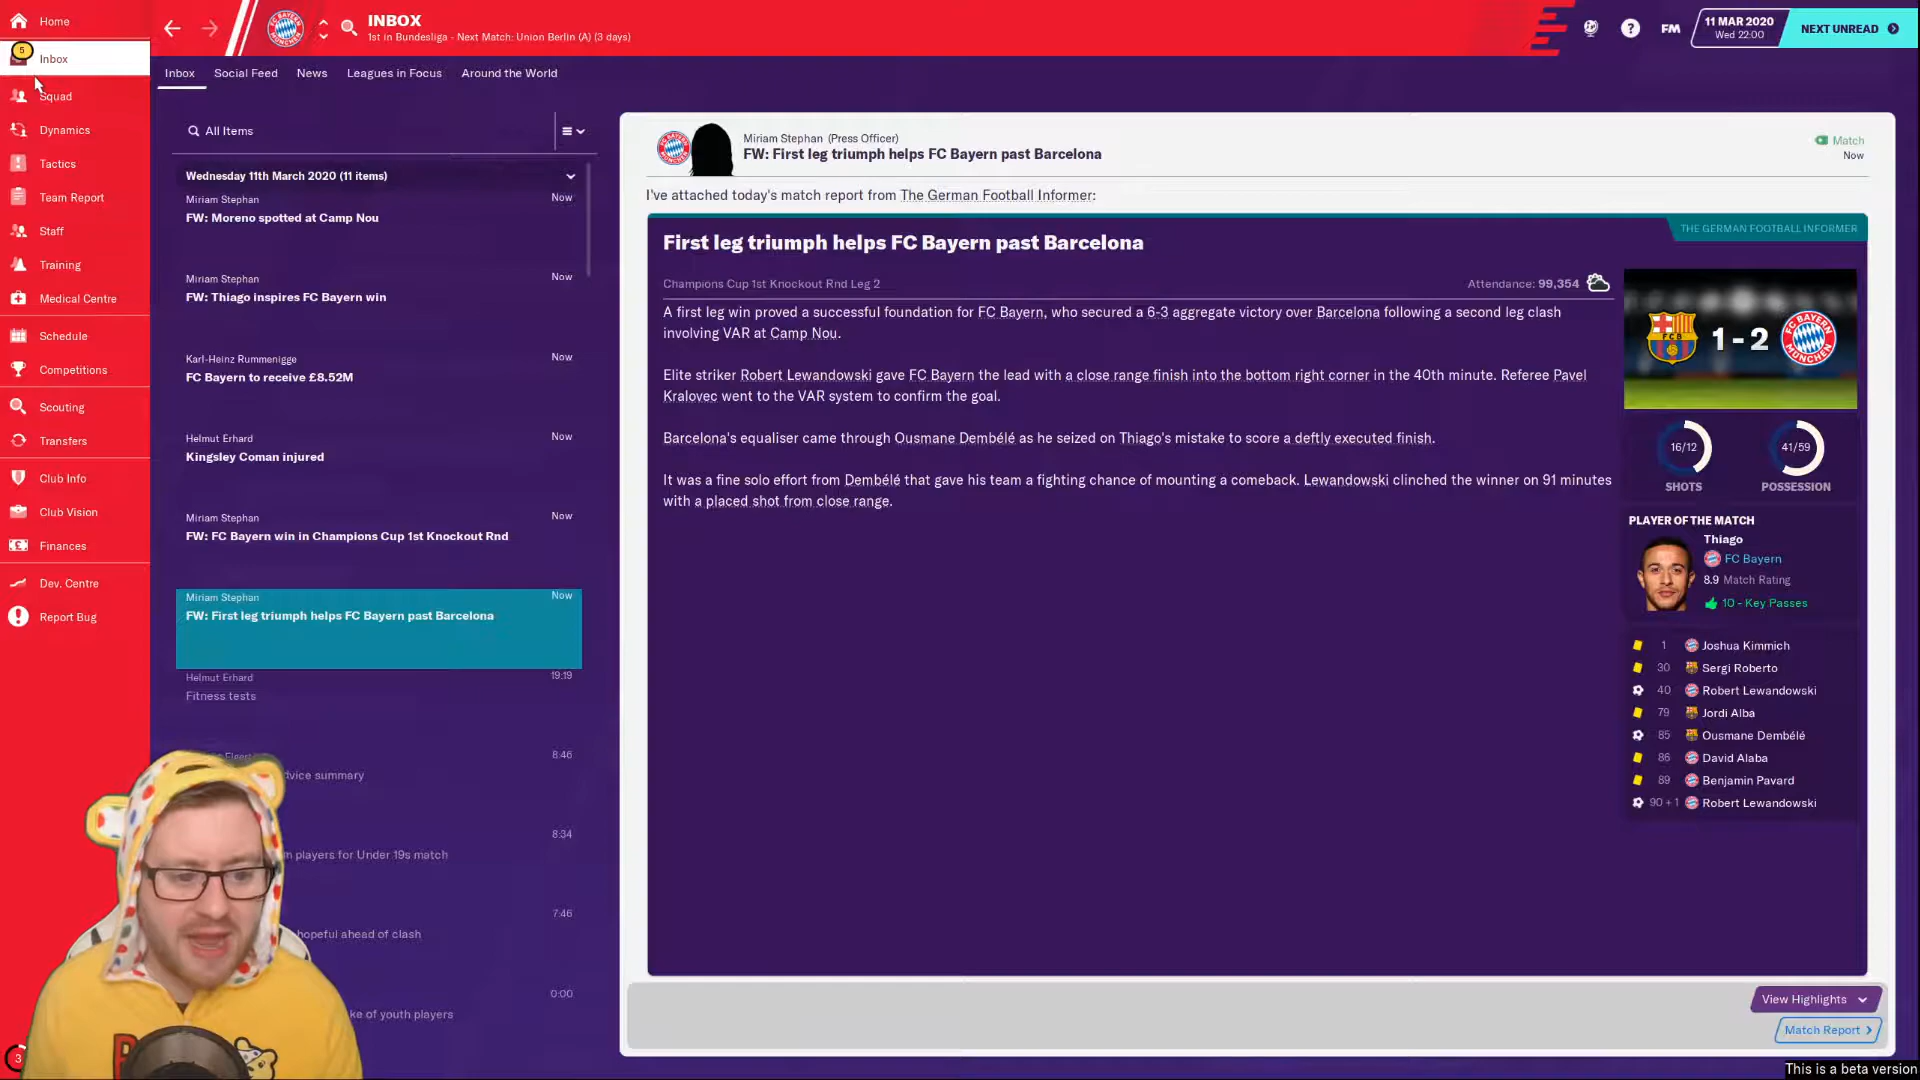 Home
5
Inbox
Squad
Dynamics
Tactics
Team Report
Staff
Training
Medical Centre
Schedule
Competitions
Scouting
Transfers
Club Info
Club Vision
Finances
Dev. Centre
Report Bug
3
INBOX
1st in Bundesliga - Next Match: Union Berlin (A) (3 days)
FM
11 MAR 2020
Wed 22:00
NEXT UNREAD
Inbox Social Feed News Leagues in Focus Around the World
All Items
Wednesday 11th March 2020 (11 items)
Miriam Stephan Now
FW: Moreno spotted at Camp Nou
Miriam Stephan Now
FW: Thiago inspires FC Bayern win
Karl-Heinz Rummenigge Now
FC Bayern to receive £8.52M
Helmut Erhard Now
Kingsley Coman injured
Miriam Stephan Now
FW: FC Bayern win in Champions Cup 1st Knockout Rnd
Miriam Stephan Now
FW: First leg triumph helps FC Bayern past Barcelona
Helmut Erhard 19:19
Fitness tests
8:46
dvice summary
8:34
players for Under 19s match
7:46
hopeful ahead of clash
0:00
ke of youth players
Miriam Stephan (Press Officer)
FW: First leg triumph helps FC Bayern past Barcelona
Match
Now
I've attached today's match report from The German Football Informer:
THE GERMAN FOOTBALL INFORMER
First leg triumph helps FC Bayern past Barcelona
Champions Cup 1st Knockout Rnd Leg 2 Attendance: 99,354
A first leg win proved a successful foundation for FC Bayern, who secured a 6-3 aggregate victory over Barcelona following a second leg clash
involving VAR at Camp Nou.
Elite striker Robert Lewandowski gave FC Bayern the lead with a close range finish into the bottom right corner in the 40th minute. Referee Pavel
Kralovec went to the VAR system to confirm the goal.
Barcelona's equaliser came through Ousmane Dembélé as he seized on Thiago's mistake to score a deftly executed finish.
It was a fine solo effort from Dembélé that gave his team a fighting chance of mounting a comeback. Lewandowski clinched the winner on 91 minutes
with a placed shot from close range.
1 - 2
16/12 41/59
SHOTS POSSESSION
PLAYER OF THE MATCH
Thiago
FC Bayern
8.9 Match Rating
10 - Key Passes
1 Joshua Kimmich
30 Sergi Roberto
40 Robert Lewandowski
79 Jordi Alba
85 Ousmane Dembélé
86 David Alaba
89 Benjamin Pavard
90 + 1 Robert Lewandowski
View Highlights
Match Report
This is a beta version